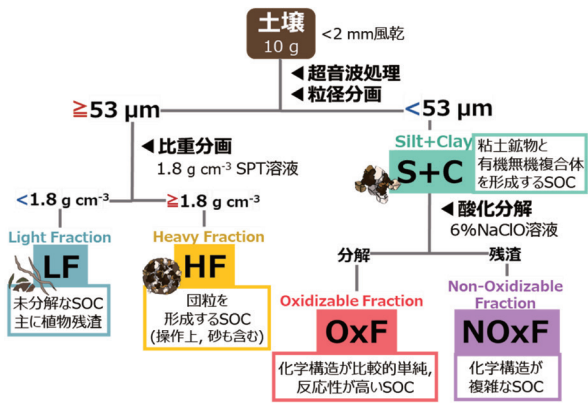 土壌
10 g
<2 mm風乾
◀超音波処理
◀粒径分画
≧53 µm
<53 µm
◀比重分画
1.8 g cm⁻³ SPT溶液
Silt+Clay
S+C
粘土鉱物と
有機無機複合体
を形成するSOC
<1.8 g cm⁻³
≧1.8 g cm⁻³
◀酸化分解
6%NaClO溶液
Light Fraction
LF
未分解なSOC
主に植物残渣
Heavy Fraction
HF
団粒を
形成するSOC
(操作上, 砂も含む)
分解
残渣
Oxidizable Fraction
OxF
化学構造が比較的単純,
反応性が高いSOC
Non-Oxidizable
Fraction
NOxF
化学構造が
複雑なSOC